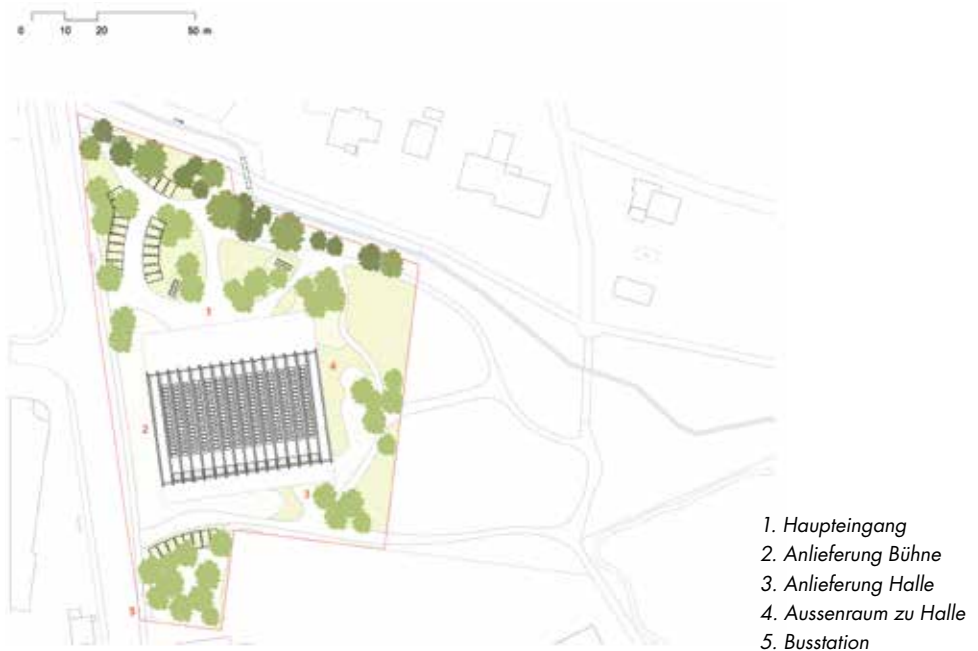 0 10 20 50 m
1
4
2
3
5
1. Haupteingang
2. Anlieferung Bühne
3. Anlieferung Halle
4. Aussenraum zu Halle
5. Busstation